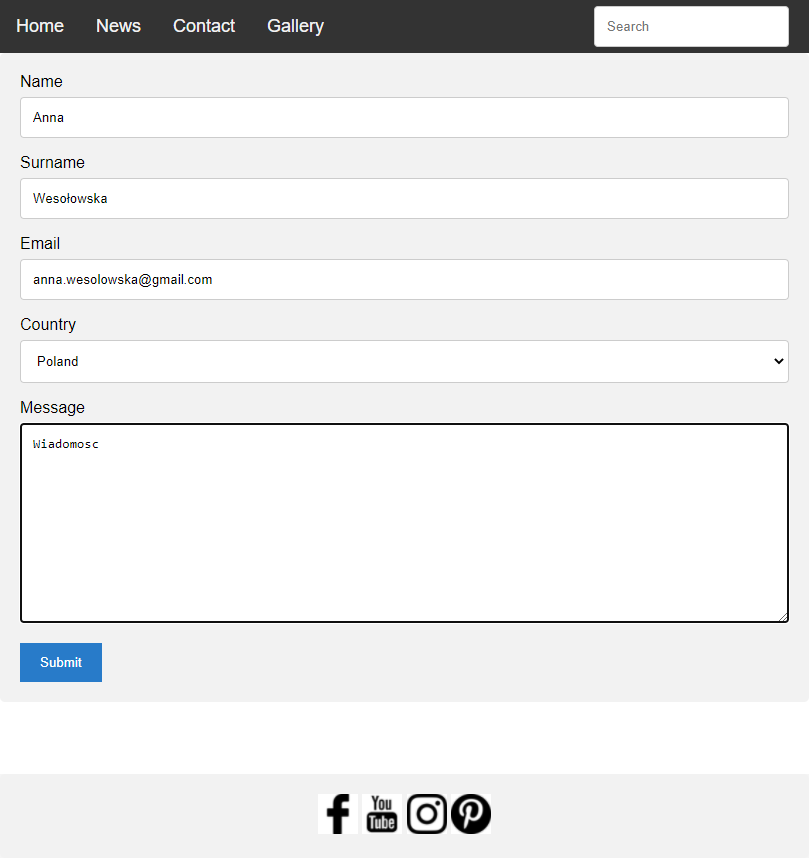 Home News Contact Gallery Search
Name
Anna
Surname
Wesołowska
Email
anna.wesolowska@gmail.com
Country
Poland
Message
Wiadomosc
Submit
You
Tube